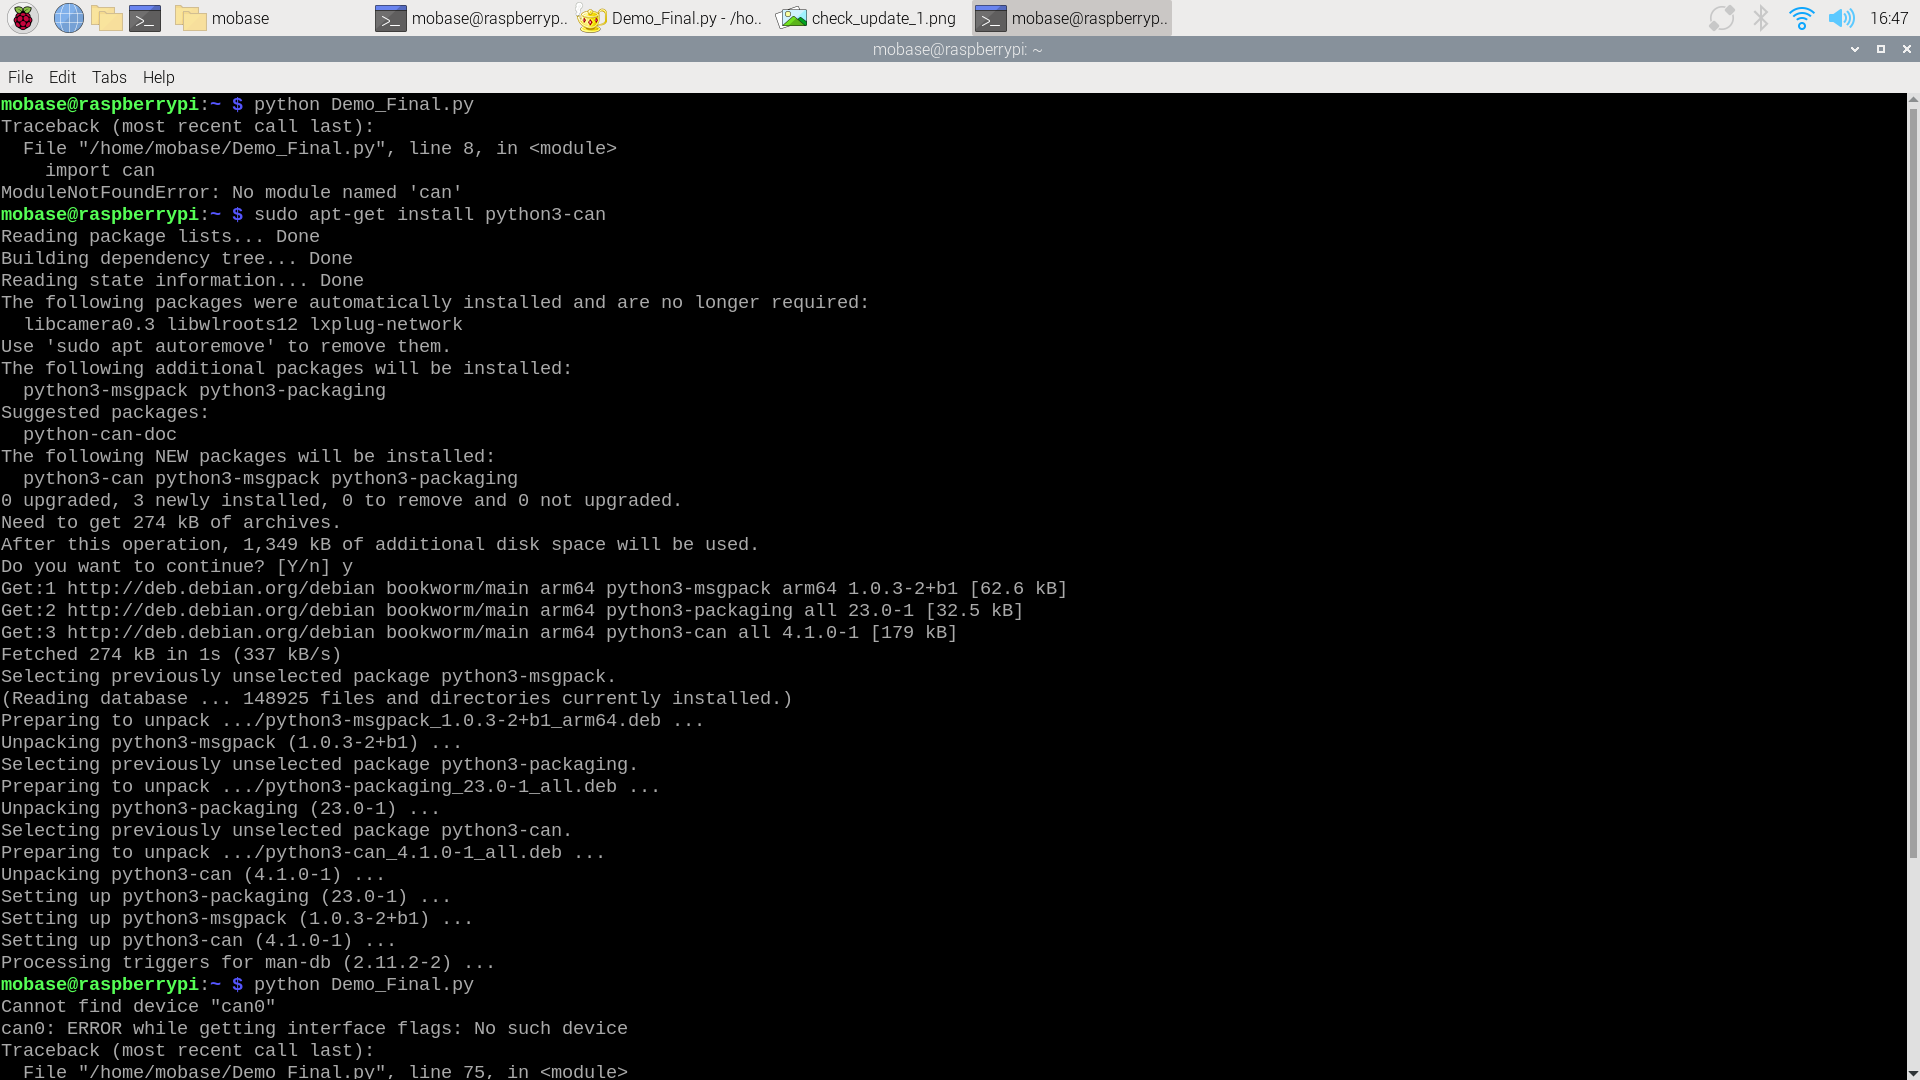 mobase
mobase@raspberryp..
Demo_Final.py - /ho..
check_update_1.png
mobase@raspberryp..
16:47
mobase@raspberrypi: ~
File Edit Tabs Help
mobase@raspberrypi:~ $ python Demo_Final.py
Traceback (most recent call last):
  File "/home/mobase/Demo_Final.py", line 8, in <module>
    import can
ModuleNotFoundError: No module named 'can'
mobase@raspberrypi:~ $ sudo apt-get install python3-can
Reading package lists... Done
Building dependency tree... Done
Reading state information... Done
The following packages were automatically installed and are no longer required:
  libcamera0.3 libwlroots12 lxplug-network
Use 'sudo apt autoremove' to remove them.
The following additional packages will be installed:
  python3-msgpack python3-packaging
Suggested packages:
  python-can-doc
The following NEW packages will be installed:
  python3-can python3-msgpack python3-packaging
0 upgraded, 3 newly installed, 0 to remove and 0 not upgraded.
Need to get 274 kB of archives.
After this operation, 1,349 kB of additional disk space will be used.
Do you want to continue? [Y/n] y
Get:1 http://deb.debian.org/debian bookworm/main arm64 python3-msgpack arm64 1.0.3-2+b1 [62.6 kB]
Get:2 http://deb.debian.org/debian bookworm/main arm64 python3-packaging all 23.0-1 [32.5 kB]
Get:3 http://deb.debian.org/debian bookworm/main arm64 python3-can all 4.1.0-1 [179 kB]
Fetched 274 kB in 1s (337 kB/s)
Selecting previously unselected package python3-msgpack.
(Reading database ... 148925 files and directories currently installed.)
Preparing to unpack .../python3-msgpack_1.0.3-2+b1_arm64.deb ...
Unpacking python3-msgpack (1.0.3-2+b1) ...
Selecting previously unselected package python3-packaging.
Preparing to unpack .../python3-packaging_23.0-1_all.deb ...
Unpacking python3-packaging (23.0-1) ...
Selecting previously unselected package python3-can.
Preparing to unpack .../python3-can_4.1.0-1_all.deb ...
Unpacking python3-can (4.1.0-1) ...
Setting up python3-packaging (23.0-1) ...
Setting up python3-msgpack (1.0.3-2+b1) ...
Setting up python3-can (4.1.0-1) ...
Processing triggers for man-db (2.11.2-2) ...
mobase@raspberrypi:~ $ python Demo_Final.py
Cannot find device "can0"
can0: ERROR while getting interface flags: No such device
Traceback (most recent call last):
  File "/home/mobase/Demo_Final.py", line 75, in <module>